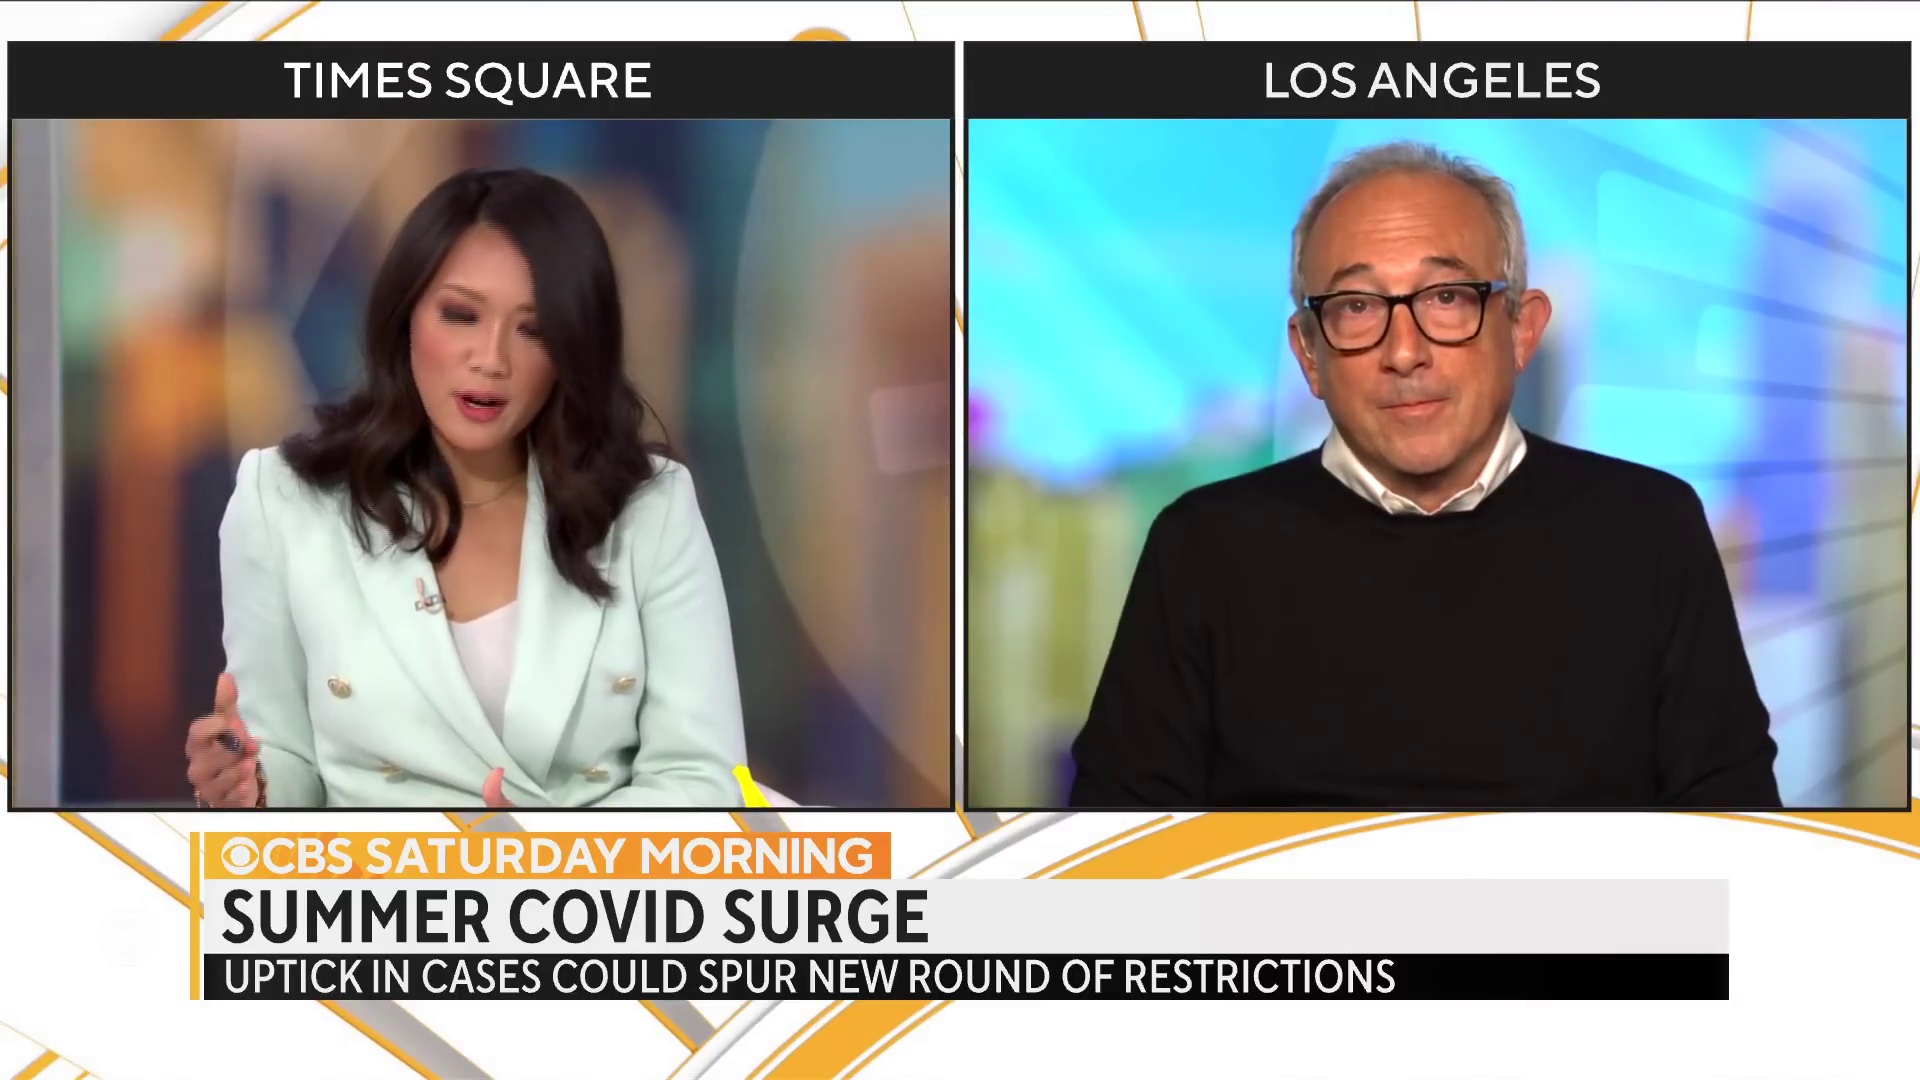 TIMES SQUARE
LOS ANGELES
CBS SATURDAY MORNING
SUMMER COVID SURGE
UPTICK IN CASES COULD SPUR NEW ROUND OF RESTRICTIONS